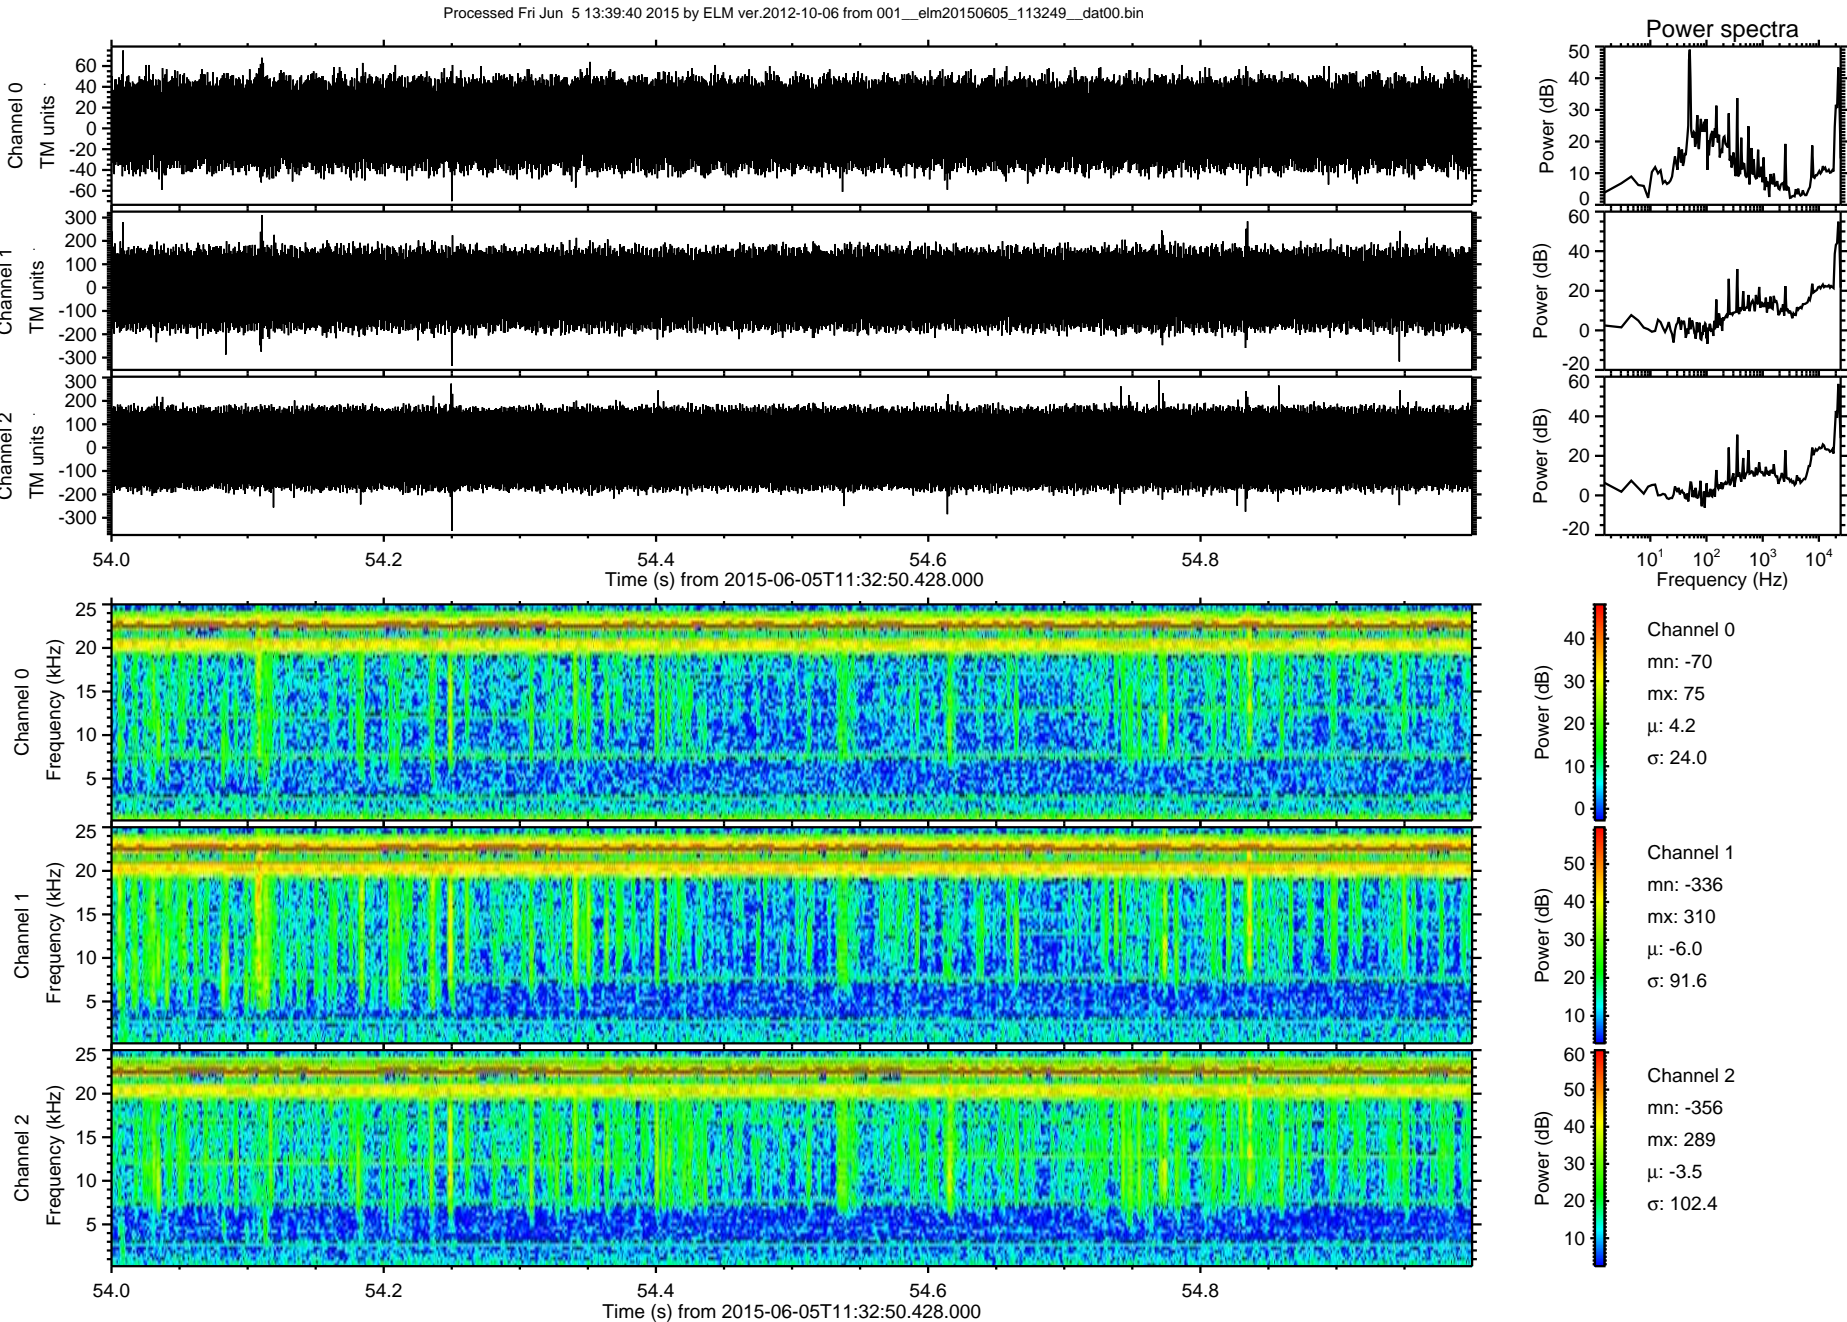 Processed Fri Jun  5 13:39:40 2015 by ELM ver.2012-10-06 from 001__elm20150605_113249__dat00.bin
Power spectra
Channel 0
TM units
60
40
20
0
-20
-40
-60
Power (dB)
50
40
30
20
10
0
Channel 1
TM units
300
200
100
0
-100
-200
-300
Power (dB)
60
40
20
0
-20
Channel 2
TM units
300
200
100
0
-100
-200
-300
Power (dB)
60
40
20
0
-20
54.0 54.2 54.4 54.6 54.8
Time (s) from 2015-06-05T11:32:50.428.000
10^1 10^2 10^3 10^4
Frequency (Hz)
Channel 0
Frequency (kHz)
25
20
15
10
5
Power (dB)
40
30
20
10
0
Channel 0
mn: -70
mx: 75
μ: 4.2
σ: 24.0
Channel 1
Frequency (kHz)
25
20
15
10
5
Power (dB)
50
40
30
20
10
Channel 1
mn: -336
mx: 310
μ: -6.0
σ: 91.6
Channel 2
Frequency (kHz)
25
20
15
10
5
Power (dB)
60
50
40
30
20
10
Channel 2
mn: -356
mx: 289
μ: -3.5
σ: 102.4
54.0 54.2 54.4 54.6 54.8
Time (s) from 2015-06-05T11:32:50.428.000